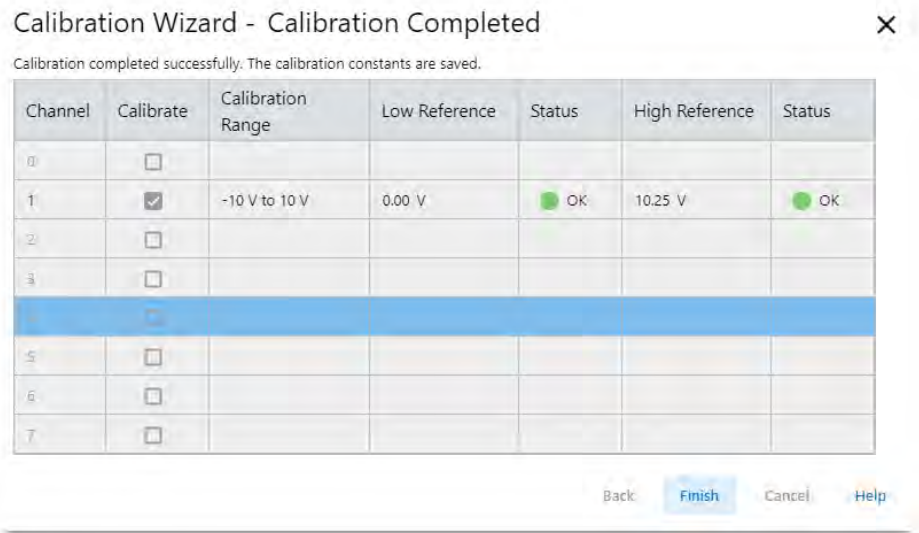 Calibration Wizard - Calibration Completed
Calibration completed successfully. The calibration constants are saved.
Channel Calibrate Calibration Range Low Reference Status High Reference Status
0
1 -10 V to 10 V 0.00 V OK 10.25 V OK
2
3
5
6
7
Back Finish Cancel Help